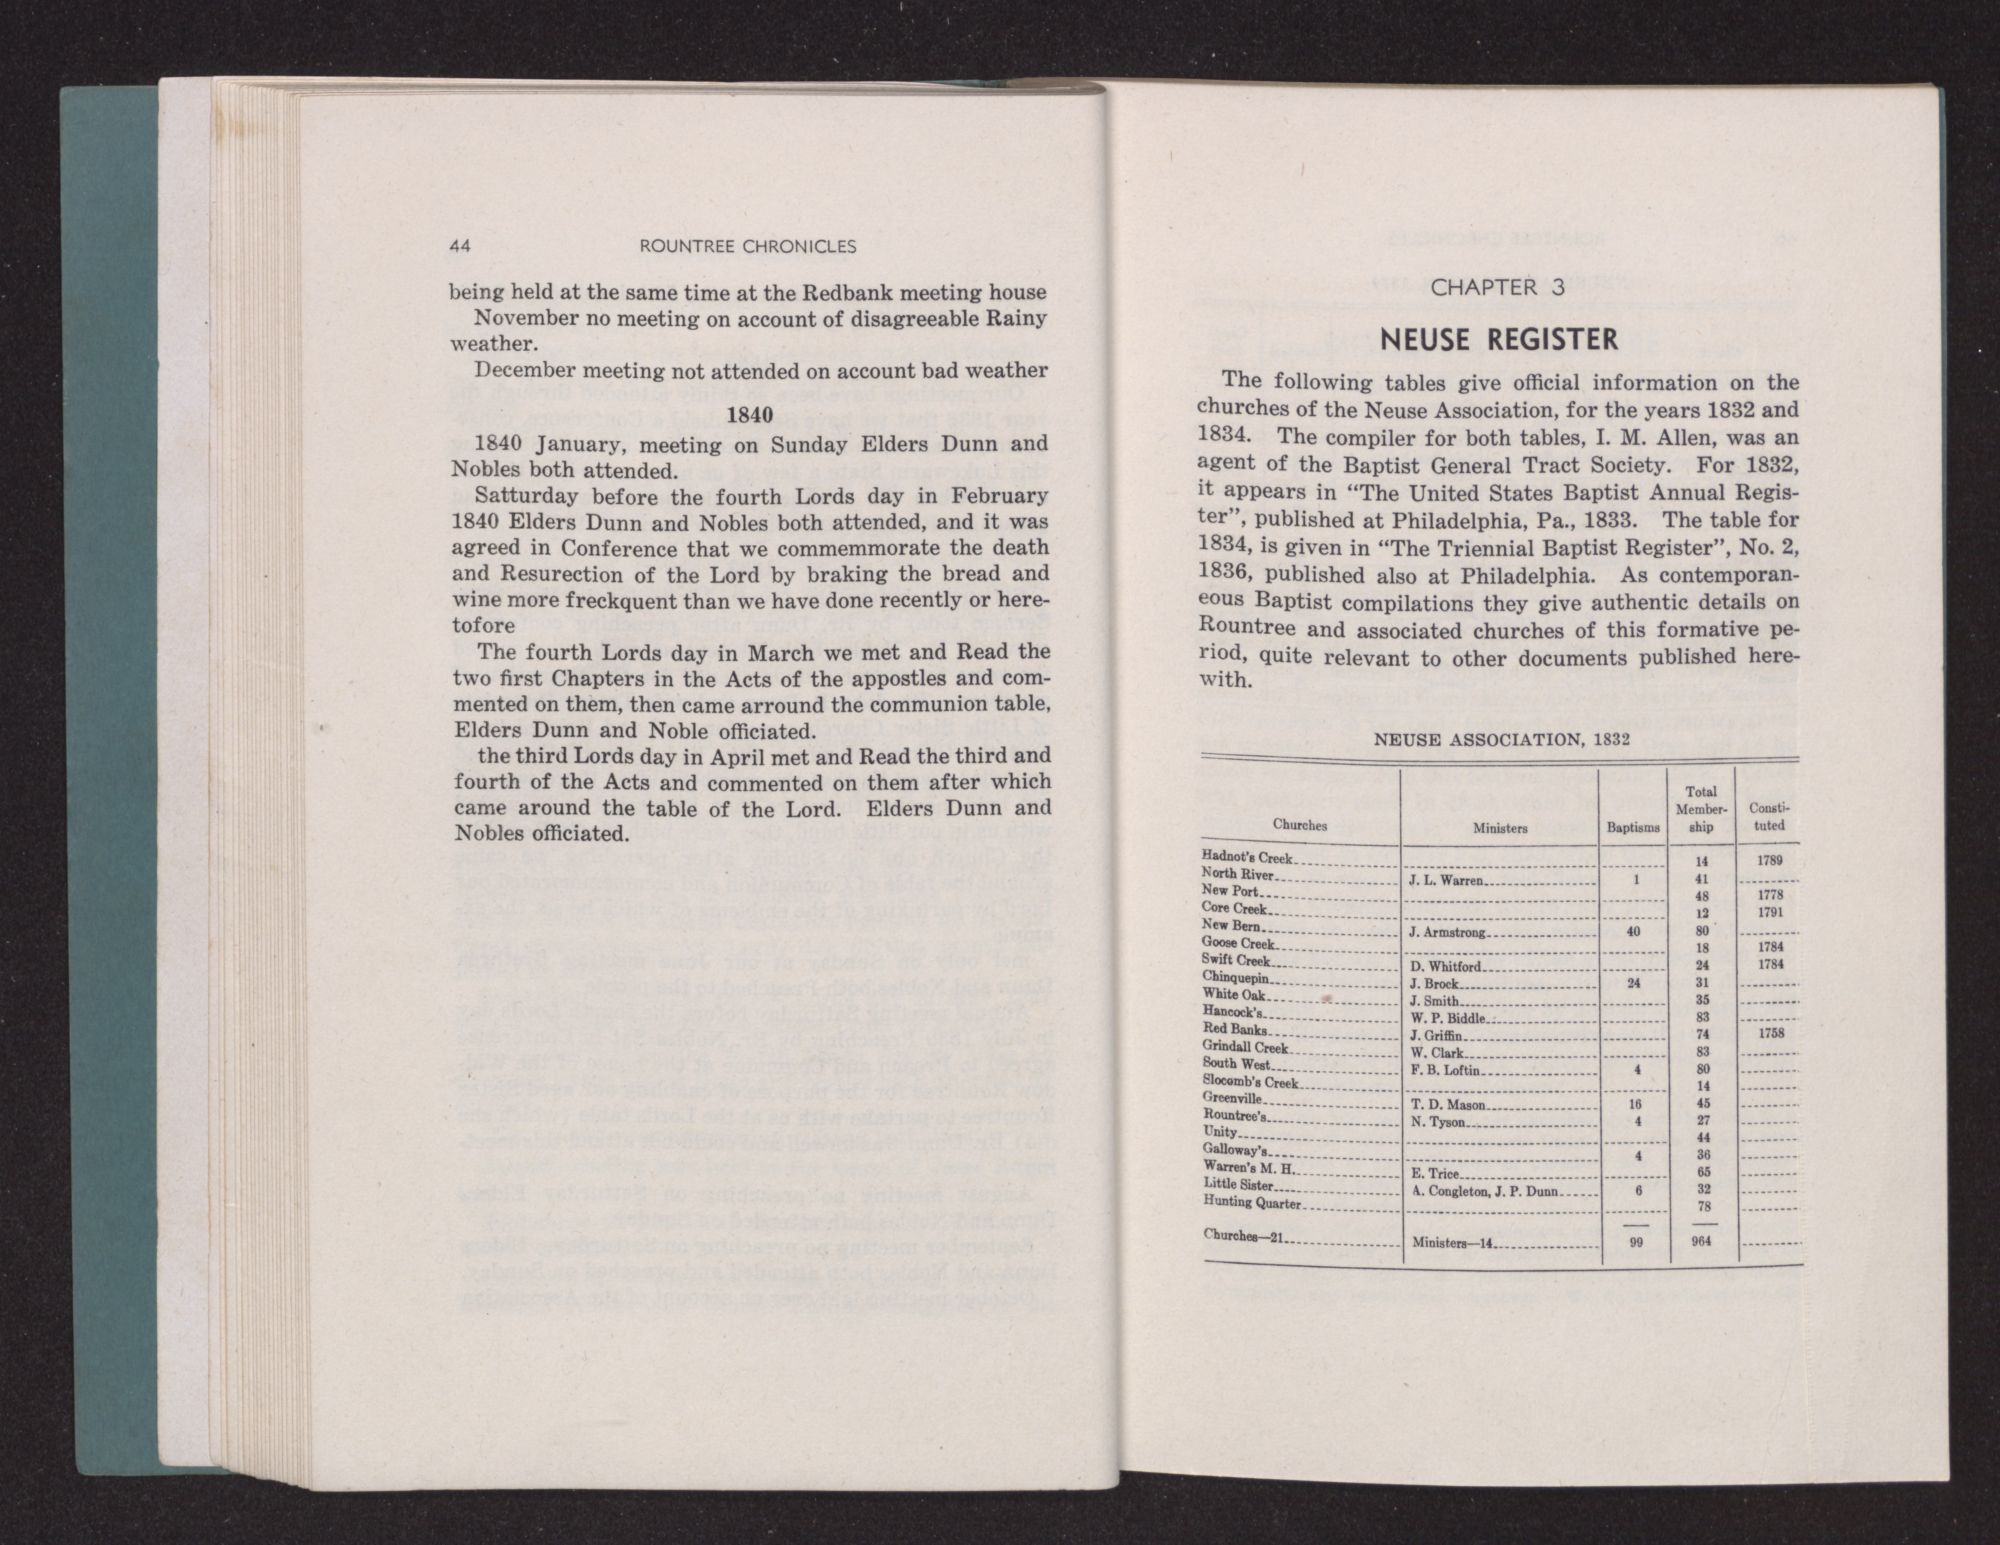 44 ROUNTREE CHRONICLES
being held at the same time at the Redbank meeting house
November no meeting on account of disagreeable Rainy
weather.
December meeting not attended on account bad weather
1840
1840 January, meeting on Sunday Elders Dunn and
Nobles both attended.
Satturday before the fourth Lords day in February
1840 Elders Dunn and Nobles both attended, and it was
agreed in Conference that we commemmorate the death
and Resurection of the Lord by braking the bread and
wine more freckquent than we have done recently or here-
tofore
The fourth Lords day in March we met and Read the
two first Chapters in the Acts of the appostles and com-
mented on them, then came arround the communion table,
Elders Dunn and Noble officiated.
the third Lords day in April met and Read the third and
fourth of the Acts and commented on them after which
came around the table of the Lord. Elders Dunn and
Nobles officiated.
CHAPTER 3
NEUSE REGISTER
The following tables give official information on the
churches of the Neuse Association, for the years 1832 and
1834. The compiler for both tables, I. M. Allen, was an
agent of the Baptist General Tract Society. For 1832,
it appears in “The United States Baptist Annual Regis-
ter”, published at Philadelphia, Pa., 1833. The table for
1834, is given in “The Triennial Baptist Register”, No. 2,
1836, published also at Philadelphia. As contemporan-
eous Baptist compilations they give authentic details on
Rountree and associated churches of this formative pe-
riod, quite relevant to other documents published here-
with.
NEUSE ASSOCIATION, 1832
Churches Ministers Baptisms Total Member-ship Consti-tuted
Hadnot's Creek 14 1789
North River J. L. Warren 1 41
New Port 48 1778
Core Creek 12 1791
New Bern J. Armstrong 40 80
Goose Creek 18 1784
Swift Creek D. Whitford 24 1784
Chinquepin J. Brock 24 31
White Oak J. Smith 35
Hancock's W. P. Biddle 83
Red Banks J. Griffin 74 1758
Grindall Creek W. Clark 83
South West F. B. Loftin 4 80
Slocomb's Creek 14
Greenville T. D. Mason 16 45
Rountree's N. Tyson 4 27
Unity 44
Galloway's 4 36
Warren's M. H. E. Trice 65
Little Sister A. Congleton, J. P. Dunn 6 32
Hunting Quarter 78
Churches—21 Ministers—14 99 964